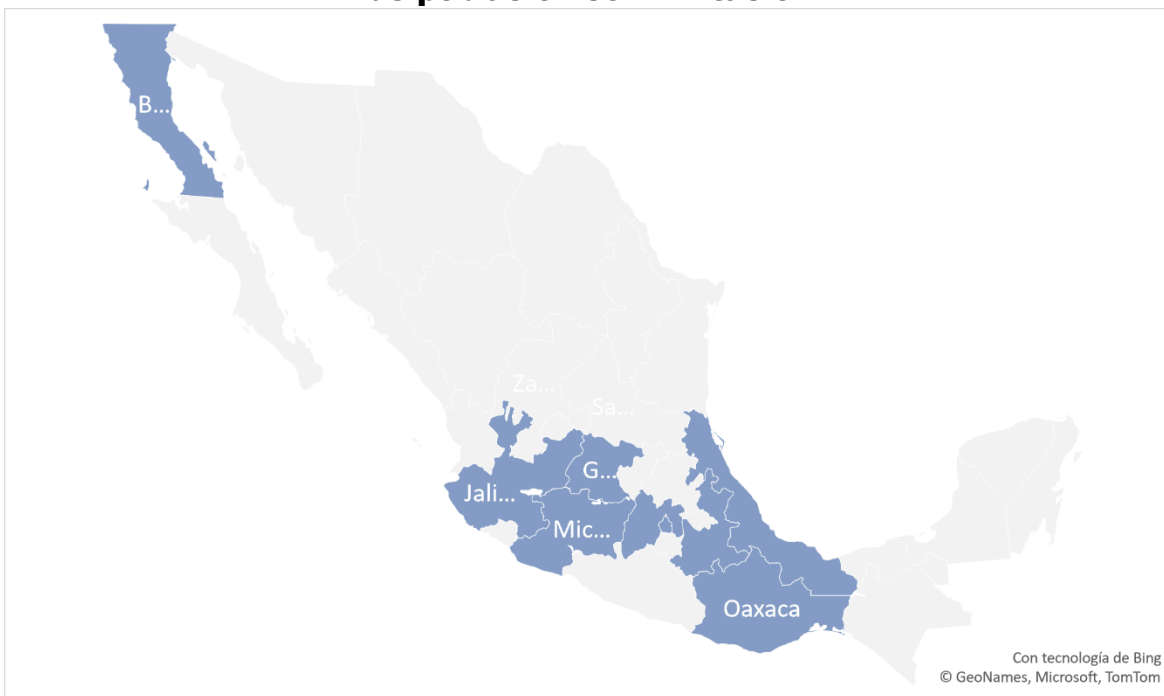 B...
Za...
Sa...
G...
Jali...
Mic...
Oaxaca
Con tecnología de Bing
© GeoNames, Microsoft, TomTom